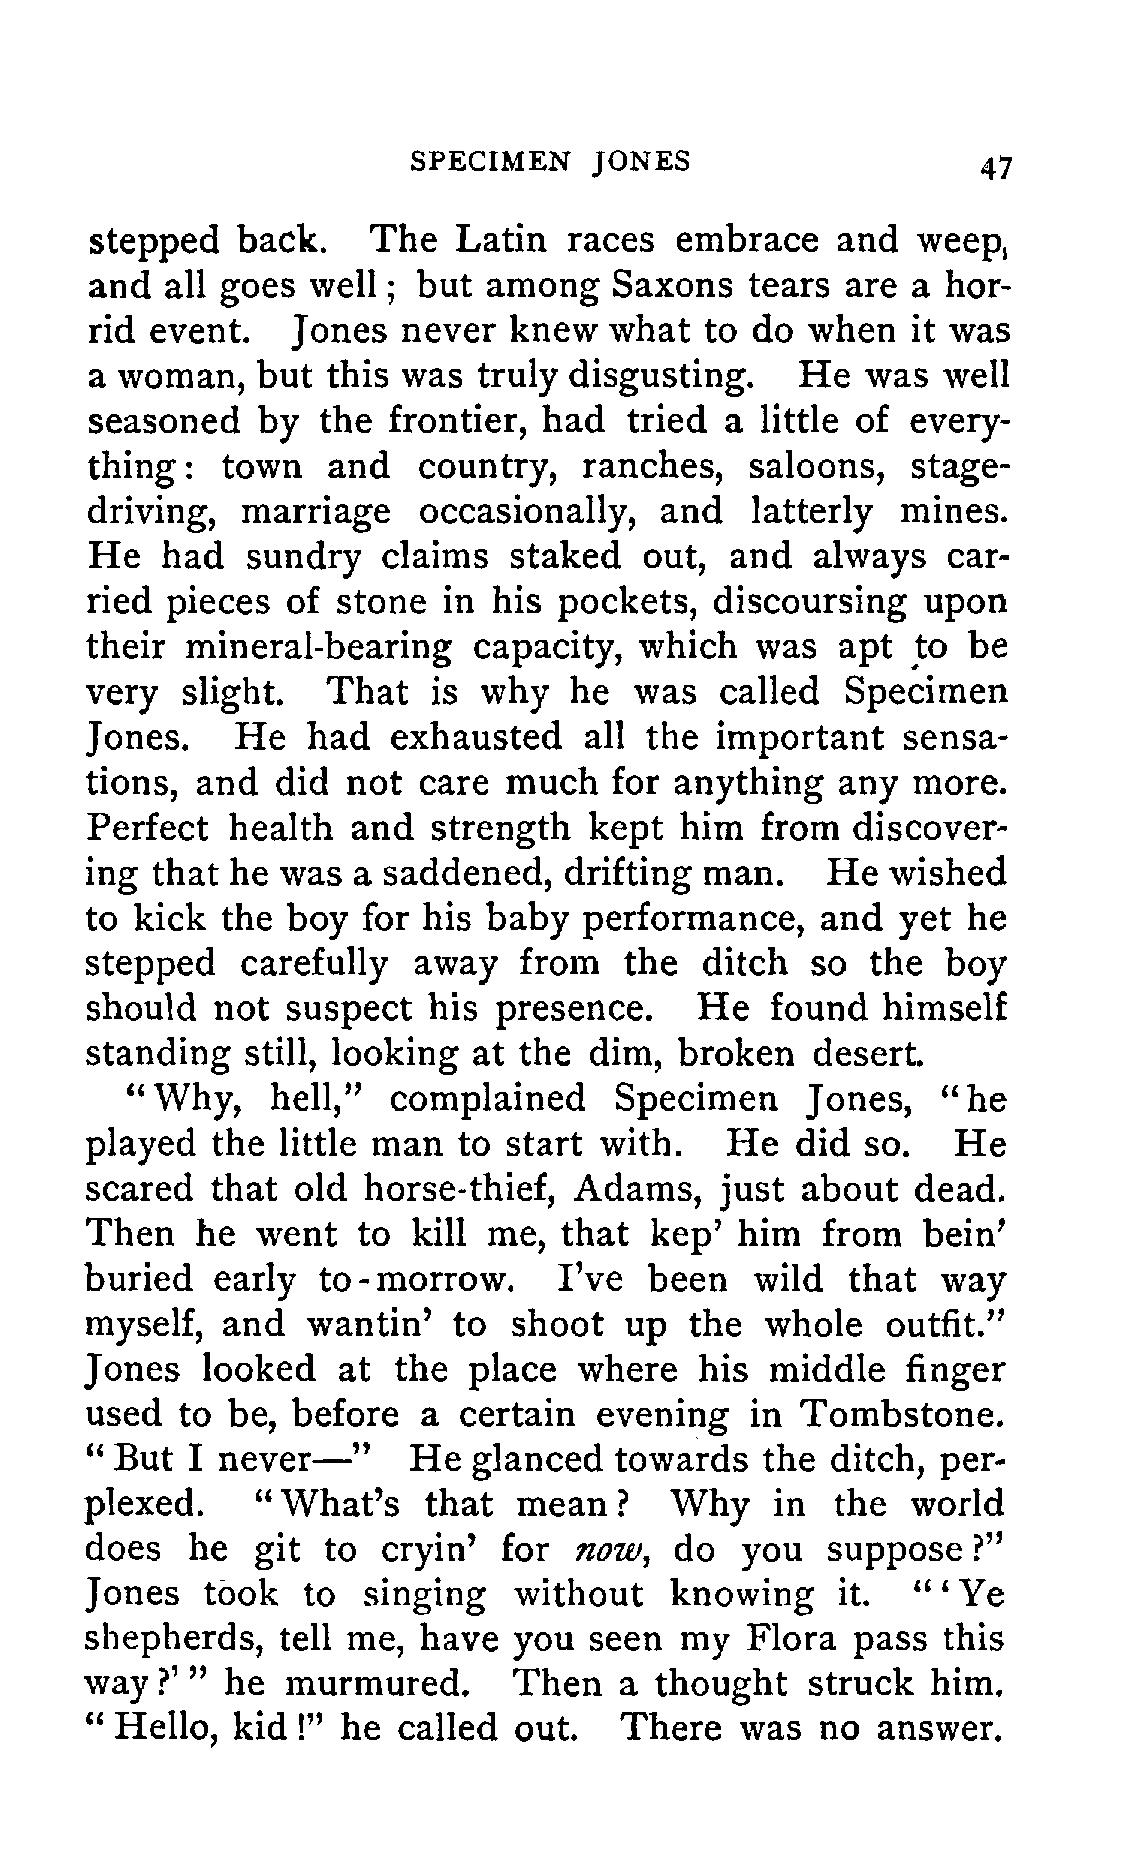 SPECIMEN JONES 47
stepped back. The Latin races embrace and weep,
and all goes well; but among Saxons tears are a hor-
rid event. Jones never knew what to do when it was
a woman, but this was truly disgusting. He was well
seasoned by the frontier, had tried a little of every-
thing: town and country, ranches, saloons, stage-
driving, marriage occasionally, and latterly mines.
He had sundry claims staked out, and always car-
ried pieces of stone in his pockets, discoursing upon
their mineral-bearing capacity, which was apt to be
very slight. That is why he was called Specimen
Jones. He had exhausted all the important sensa-
tions, and did not care much for anything any more.
Perfect health and strength kept him from discover-
ing that he was a saddened, drifting man. He wished
to kick the boy for his baby performance, and yet he
stepped carefully away from the ditch so the boy
should not suspect his presence. He found himself
standing still, looking at the dim, broken desert.
"Why, hell," complained Specimen Jones, "he
played the little man to start with. He did so. He
scared that old horse-thief, Adams, just about dead.
Then he went to kill me, that kep' him from bein'
buried early to-morrow. I've been wild that way
myself, and wantin' to shoot up the whole outfit."
Jones looked at the place where his middle finger
used to be, before a certain evening in Tombstone.
"But I never—" He glanced towards the ditch, per-
plexed. "What's that mean? Why in the world
does he git to cryin' for now, do you suppose?"
Jones took to singing without knowing it. "'Ye
shepherds, tell me, have you seen my Flora pass this
way?'" he murmured. Then a thought struck him.
"Hello, kid!" he called out. There was no answer.